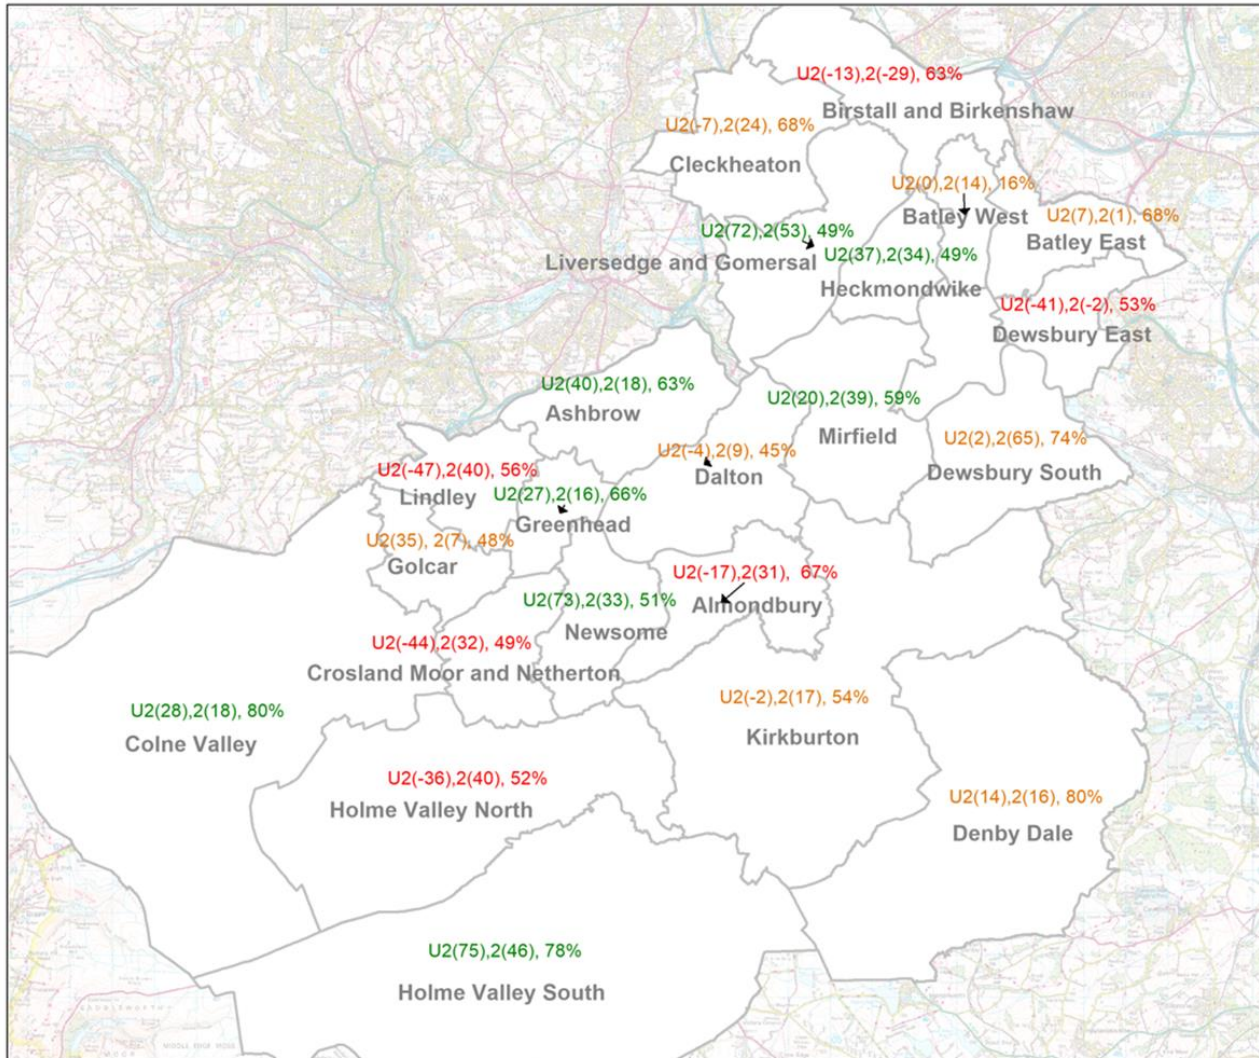 U2(-13),2(-29), 63%
Birstall and Birkenshaw
U2(-7),2(24), 68%
Cleckheaton
U2(0),2(14), 16%
Batley West
U2(7),2(1), 68%
Batley East
U2(72),2(53), 49%
Liversedge and Gomersal
U2(37),2(34), 49%
Heckmondwike
U2(-41),2(-2), 53%
Dewsbury East
U2(40),2(18), 63%
Ashbrow
U2(20),2(39), 59%
Mirfield
U2(-4),2(9), 45%
Dalton
U2(2),2(65), 74%
Dewsbury South
U2(-47),2(40), 56%
Lindley
U2(27),2(16), 66%
Greenhead
U2(35), 2(7), 48%
Golcar
U2(-17),2(31), 67%
Almondbury
U2(73),2(33), 51%
Newsome
U2(-44),2(32), 49%
Crosland Moor and Netherton
U2(28),2(18), 80%
Colne Valley
U2(-2),2(17), 54%
Kirkburton
U2(-36),2(40), 52%
Holme Valley North
U2(14),2(16), 80%
Denby Dale
U2(75),2(46), 78%
Holme Valley South